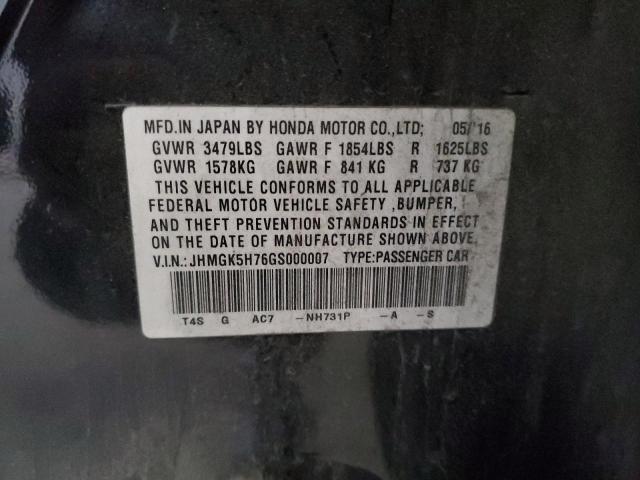 MFD.IN JAPAN BY HONDA MOTOR CO.,LTD; 05/'16
GVWR 3479LBS GAWR F 1854LBS R 1625LBS
GVWR 1578KG GAWR F 841 KG R 737 KG
THIS VEHICLE CONFORMS TO ALL APPLICABLE
FEDERAL MOTOR VEHICLE SAFETY ,BUMPER,
AND THEFT PREVENTION STANDARDS IN EFFECT
ON THE DATE OF MANUFACTURE SHOWN ABOVE.
V.I.N.:JHMGK5H76GS000007 TYPE:PASSENGER CAR
T4S G AC7 -NH731P -A -S